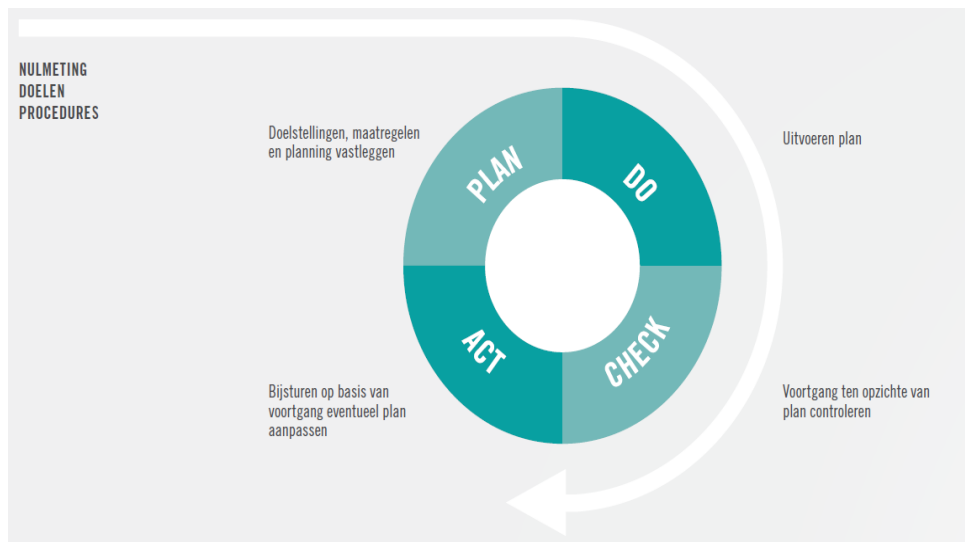 NULMETING
DOELEN
PROCEDURES
Doelstellingen, maatregelen
en planning vastleggen
PLAN
DO
Uitvoeren plan
ACT
CHECK
Bijsturen op basis van
voortgang eventueel plan
aanpassen
Voortgang ten opzichte van
plan controleren